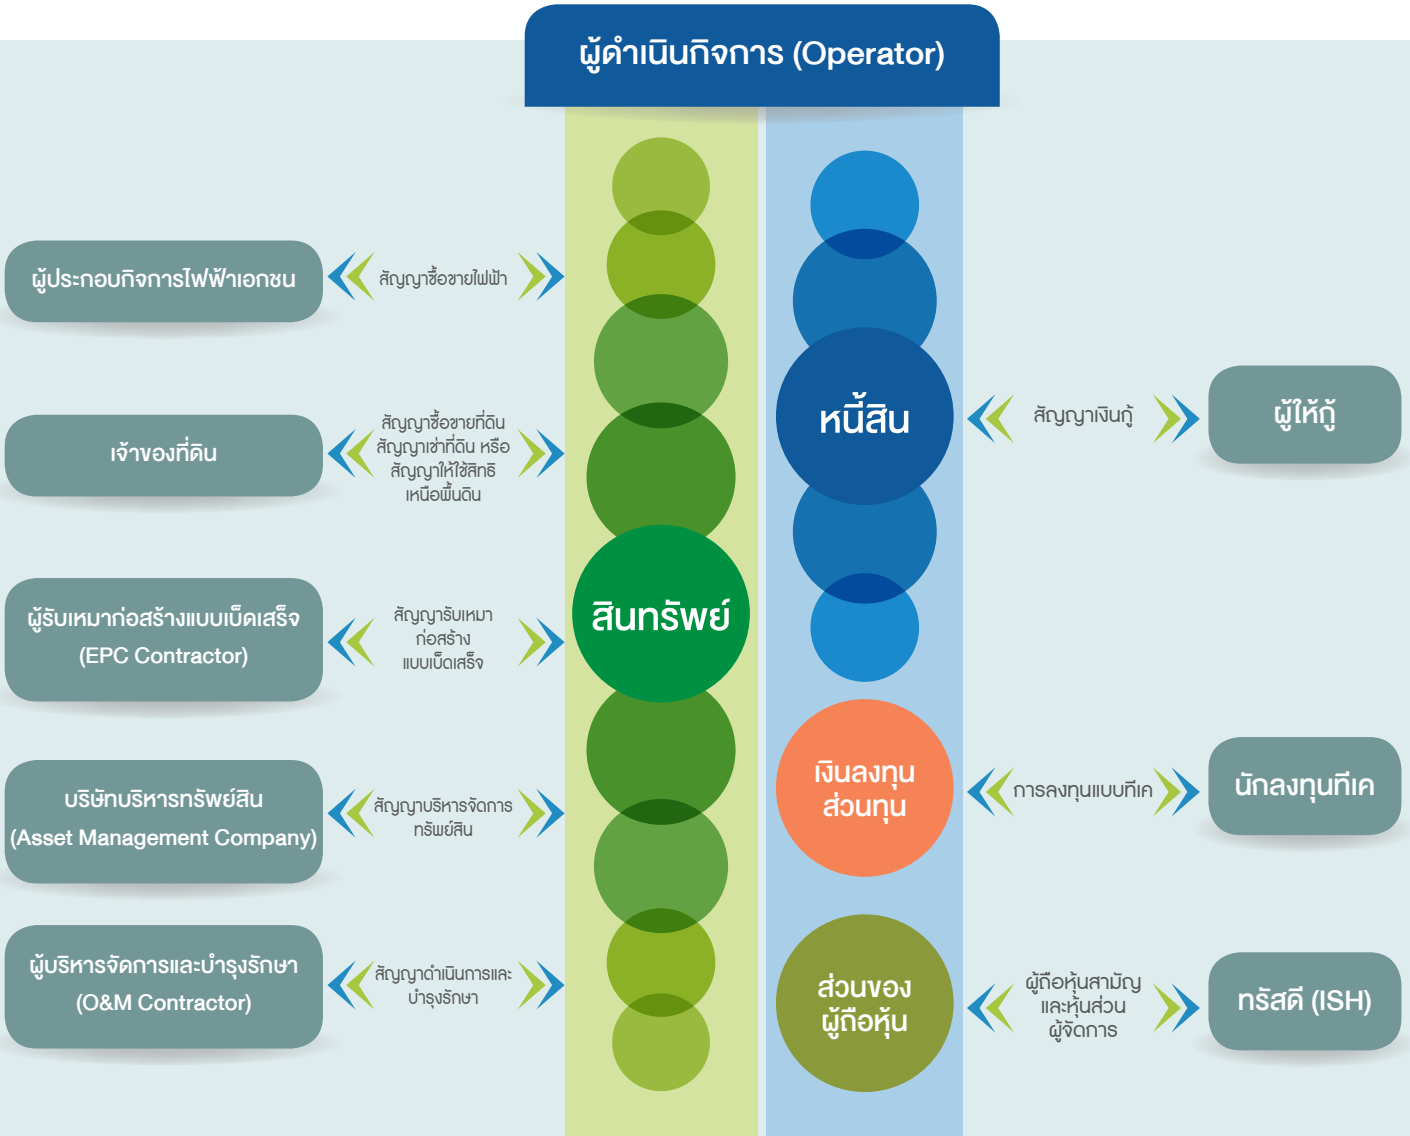 ผู้ดำเนินกิจการ (Operator)
ผู้ประกอบกิจการไฟฟ้าเอกชน
สัญญาซื้อขายไฟฟ้า
เจ้าของที่ดิน
สัญญาซื้อขายที่ดิน
สัญญาเช่าที่ดิน หรือ
สัญญาให้ใช้สิทธิ
เหนือพื้นดิน
ผู้รับเหมาก่อสร้างแบบเบ็ดเสร็จ
(EPC Contractor)
สัญญารับเหมา
ก่อสร้าง
แบบเบ็ดเสร็จ
บริษัทบริหารทรัพย์สิน
(Asset Management Company)
สัญญาบริหารจัดการ
ทรัพย์สิน
ผู้บริหารจัดการและบำรุงรักษา
(O&M Contractor)
สัญญาดำเนินการและ
บำรุงรักษา
สินทรัพย์
หนี้สิน
สัญญาเงินกู้
ผู้ให้กู้
เงินลงทุน
ส่วนทุน
การลงทุนแบบทีเค
นักลงทุนทีเค
ส่วนของ
ผู้ถือหุ้น
ผู้ถือหุ้นสามัญ
และหุ้นส่วน
ผู้จัดการ
ทรัสตี (ISH)